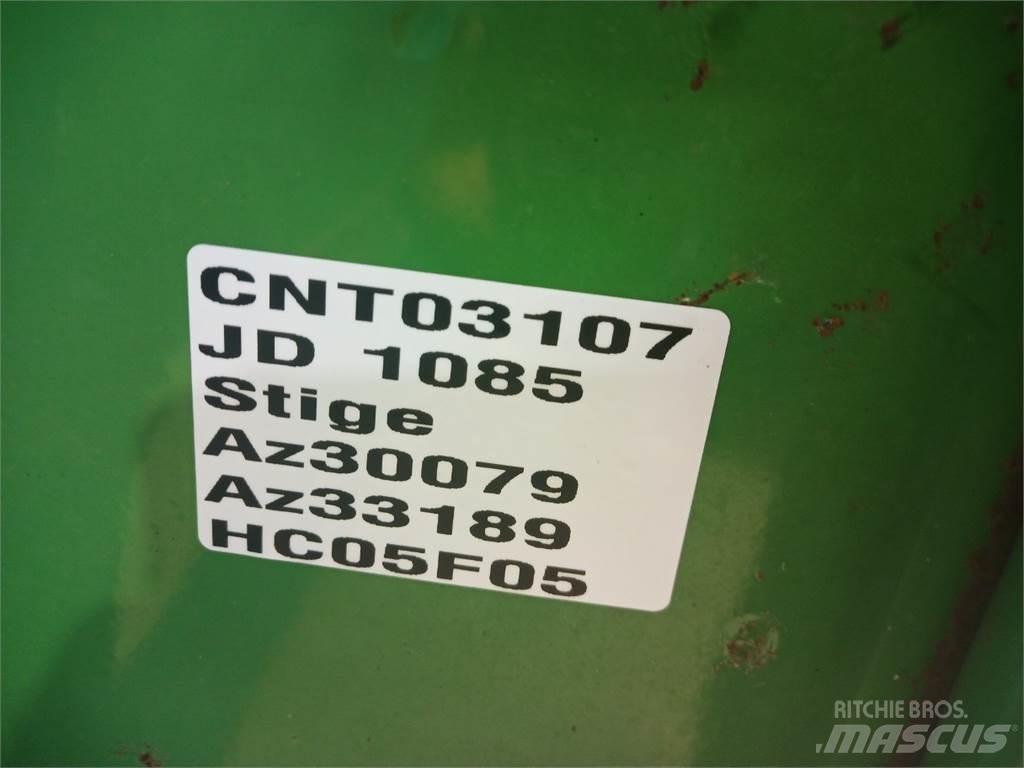 CNT03107
JD 1085
Stige
Az30079
Az33189
HC05F05
RITCHIE BROS.
MASCUS